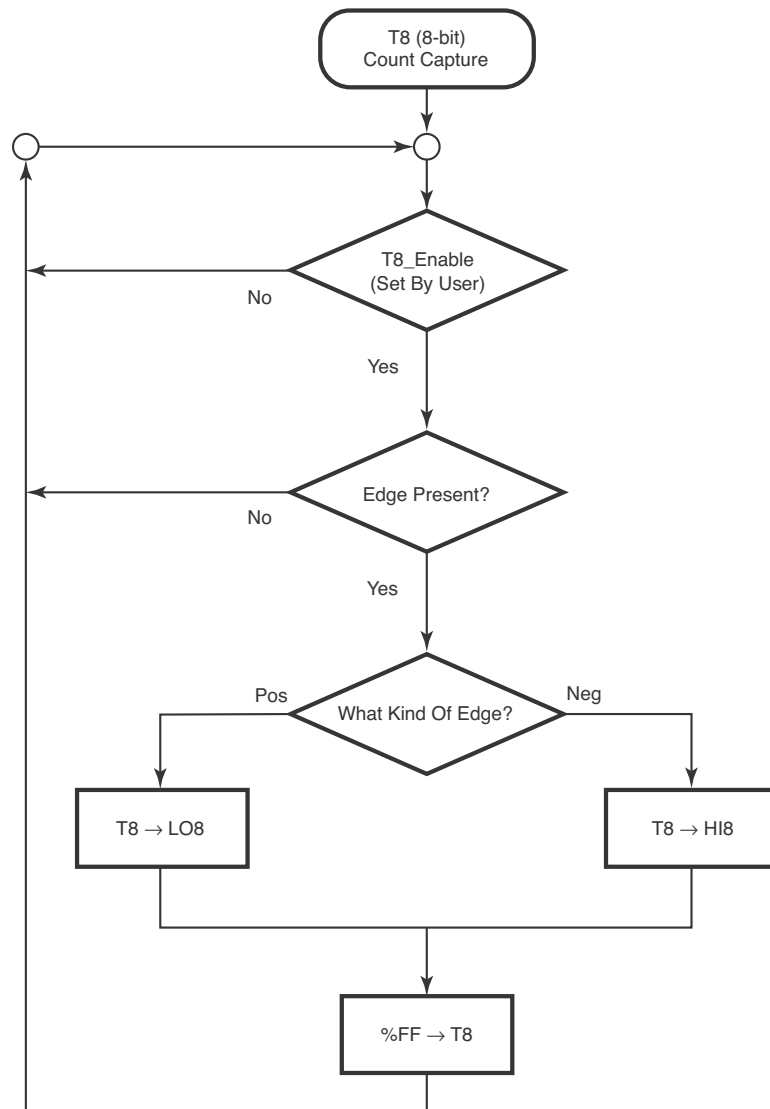 T8 (8-bit)
Count Capture
T8_Enable
(Set By User)
No
Yes
Edge Present?
No
Yes
Pos
What Kind Of Edge?
Neg
T8 → LO8
T8 → HI8
%FF → T8